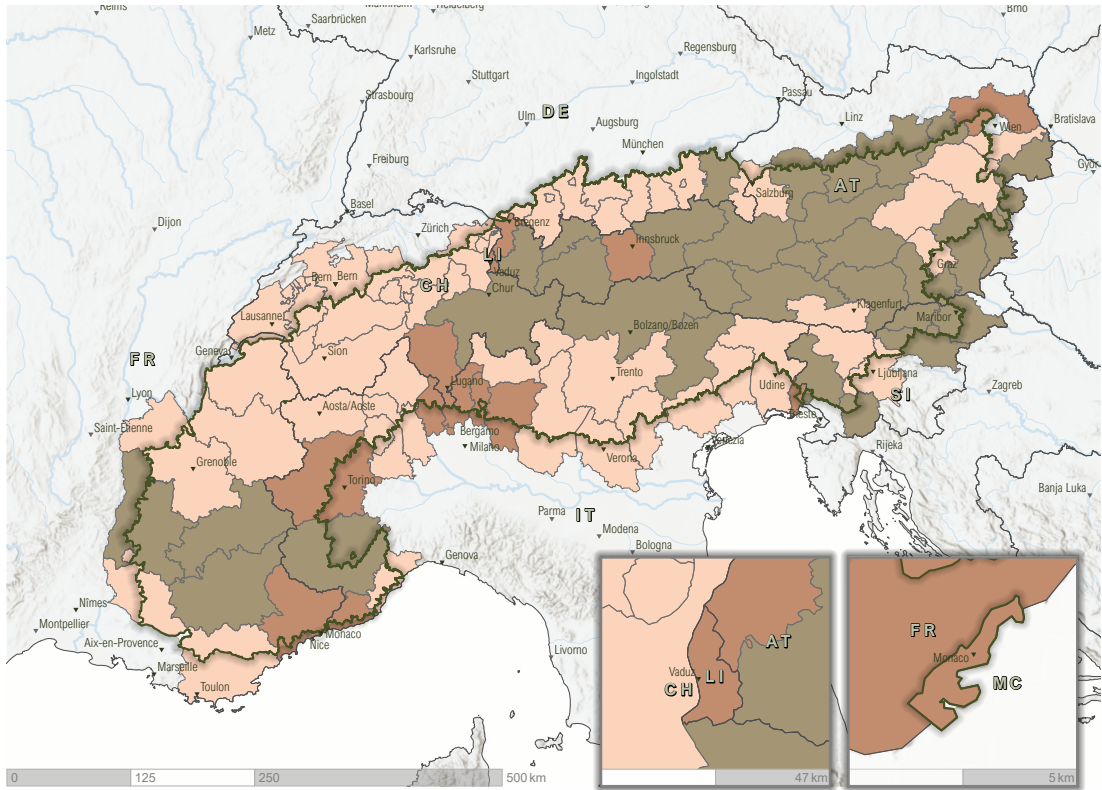 Reims
Heidelberg
Brno
Saarbrücken
Metz
Karlsruhe
Regensburg
Stuttgart
Ingolstadt
Strasbourg
Passau
DE
Ulm
Augsburg
Linz
Wien
Bratislava
München
Freiburg
AT
Salzburg
Basel
Dijon
Zürich
Bregenz
Innsbruck
LI
Vaduz
Graz
Bern
Bern
CH
Chur
Klagenfurt
Maribor
Lausanne
Bolzano/Bozen
Geneva
FR
Sion
Trento
Ljubljana
Lugano
Udine
SI
Zagreb
Lyon
Aosta/Aoste
Trieste
Saint-Étienne
Bergamo
Milano
Venezia
Rijeka
Verona
Grenoble
Torino
Banja Luka
Parma
IT
Modena
Bologna
Genova
Nîmes
Montpellier
Aix-en-Provence
Monaco
Nice
Livorno
Marseille
Toulon
AT
Vaduz
LI
CH
FR
Monaco
MC
0
125
250
500 km
47 km
5 km